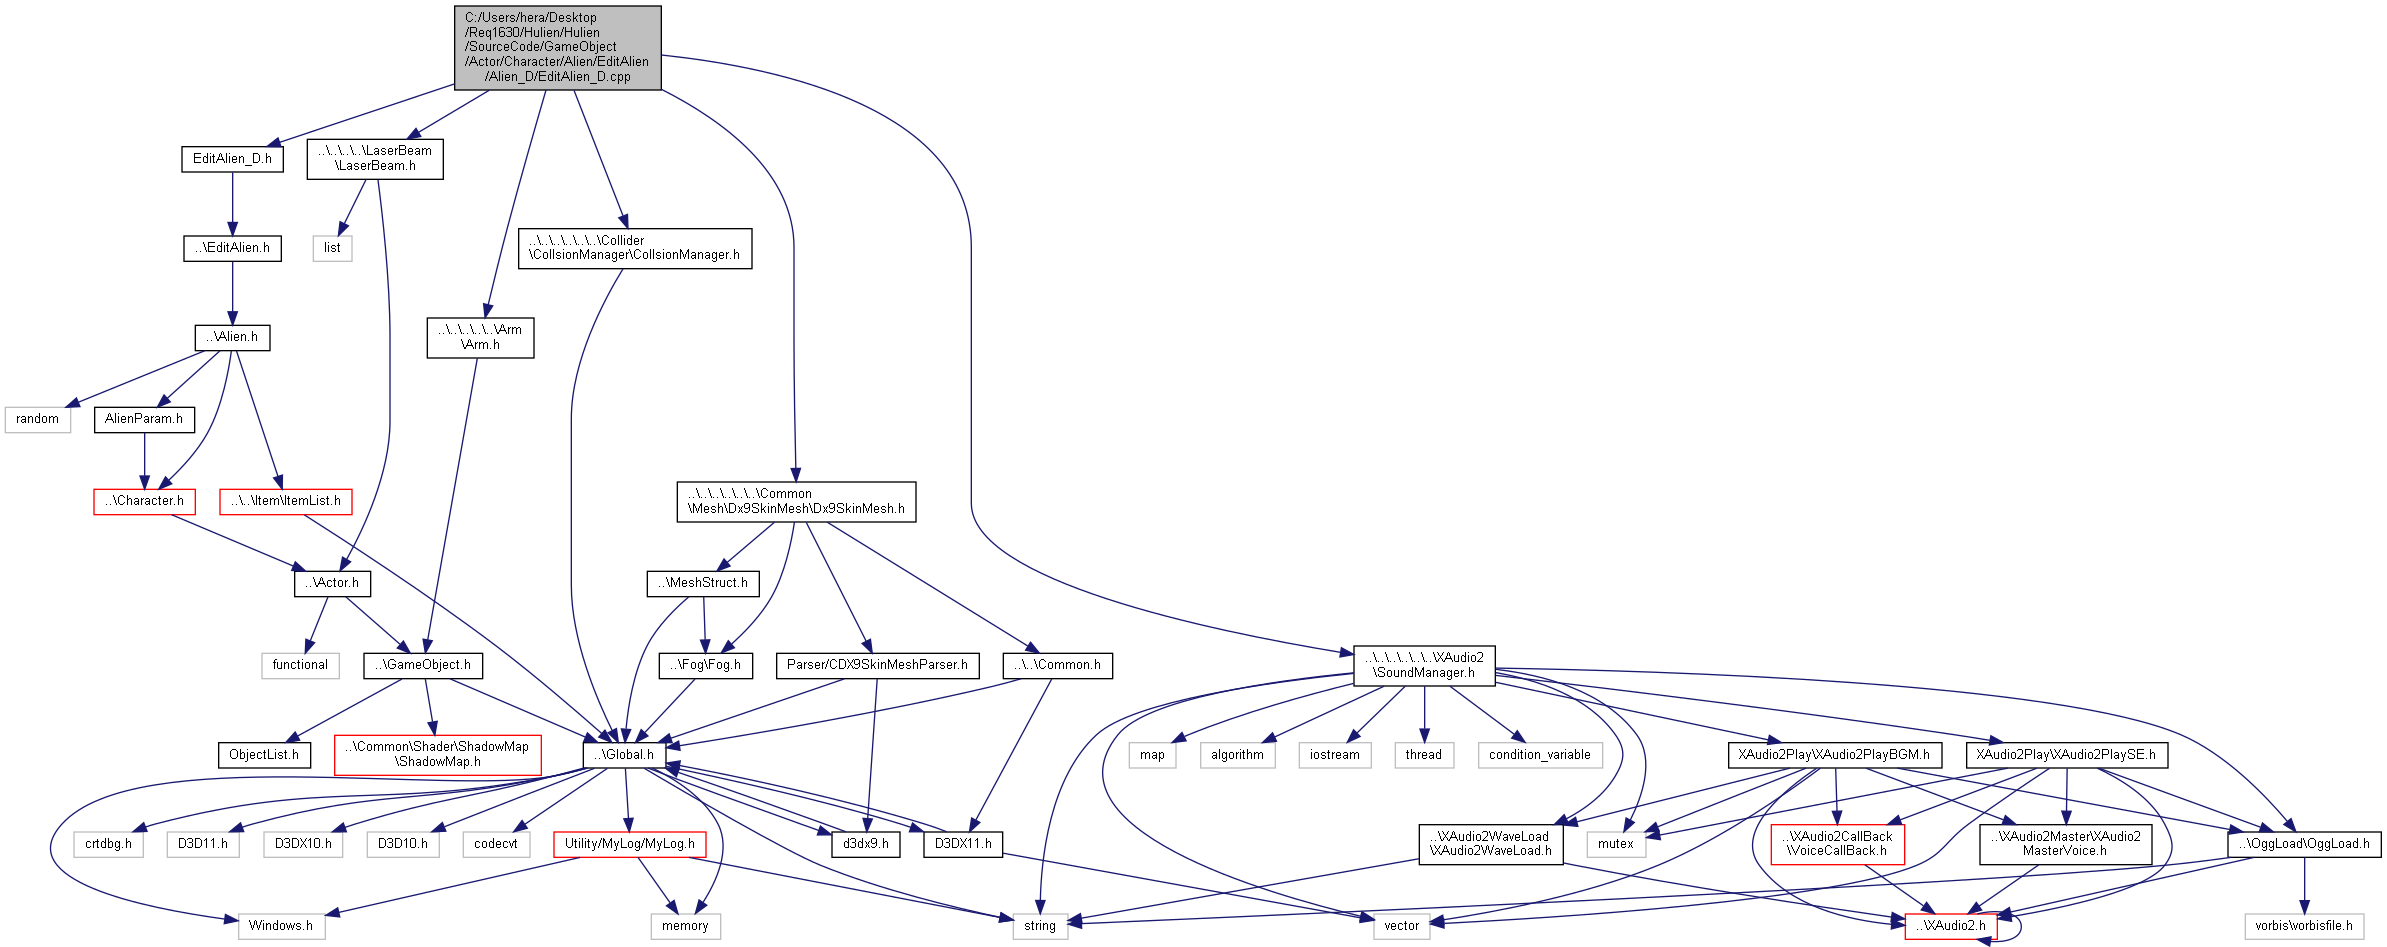 C:/Users/hera/Desktop
/Req1630/Hulien/Hulien
/SourceCode/GameObject
/Actor/Character/Alien/EditAlien
/Alien_D/EditAlien_D.cpp
EditAlien_D.h
..\..\..\..\LaserBeam
\LaserBeam.h
..\EditAlien.h
list
..\..\..\..\..\..\Collider
\CollsionManager\CollsionManager.h
..\Alien.h
..\..\..\..\..\Arm
\Arm.h
random
AlienParam.h
..\Character.h
..\..\Item\ItemList.h
..\..\..\..\..\..\Common
\Mesh\Dx9SkinMesh\Dx9SkinMesh.h
..\Actor.h
..\MeshStruct.h
functional
..\GameObject.h
..\Fog\Fog.h
Parser/CDX9SkinMeshParser.h
..\..\Common.h
..\..\..\..\..\..\XAudio2
\SoundManager.h
ObjectList.h
..\Common\Shader\ShadowMap
\ShadowMap.h
..\Global.h
map
algorithm
iostream
thread
condition_variable
XAudio2Play\XAudio2PlayBGM.h
XAudio2Play\XAudio2PlaySE.h
crtdbg.h
D3D11.h
D3DX10.h
D3D10.h
codecvt
Utility/MyLog/MyLog.h
d3dx9.h
D3DX11.h
..\XAudio2WaveLoad
\XAudio2WaveLoad.h
mutex
..\XAudio2CallBack
\VoiceCallBack.h
..\XAudio2Master\XAudio2
MasterVoice.h
..\OggLoad\OggLoad.h
Windows.h
memory
string
vector
..\XAudio2.h
vorbis\vorbisfile.h